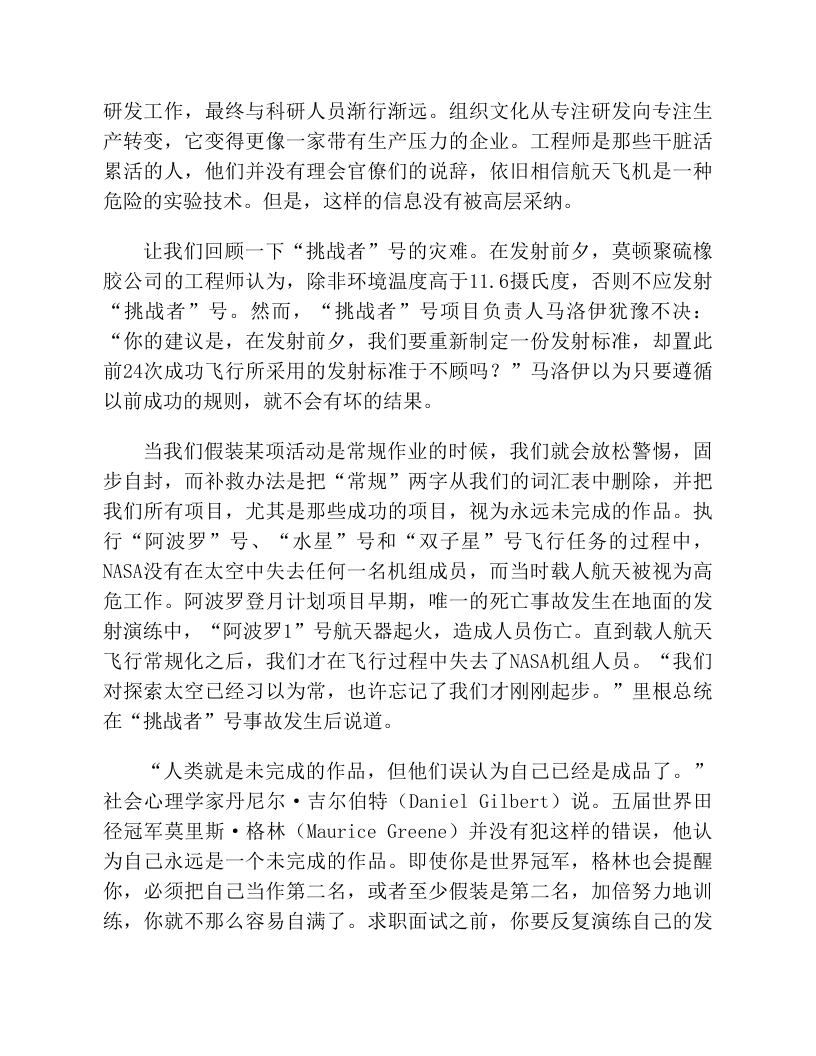 研发工作，最终与科研人员渐行渐远。组织文化从专注研发向专注生
产转变，它变得更像一家带有生产压力的企业。工程师是那些干脏活
累活的人，他们并没有理会官僚们的说辞，依旧相信航天飞机是一种
危险的实验技术。但是，这样的信息没有被高层采纳。
让我们回顾一下“挑战者”号的灾难。在发射前夕，莫顿聚硫橡
胶公司的工程师认为，除非环境温度高于11.6摄氏度，否则不应发射
“挑战者”号。然而，“挑战者”号项目负责人马洛伊犹豫不决：
“你的建议是，在发射前夕，我们要重新制定一份发射标准，却置此
前24次成功飞行所采用的发射标准于不顾吗？”马洛伊以为只要遵循
以前成功的规则，就不会有坏的结果。
当我们假装某项活动是常规作业的时候，我们就会放松警惕，固
步自封，而补救办法是把“常规”两字从我们的词汇表中删除，并把
我们所有项目，尤其是那些成功的项目，视为永远未完成的作品。执
行“阿波罗”号、“水星”号和“双子星”号飞行任务的过程中，
NASA没有在太空中失去任何一名机组成员，而当时载人航天被视为高
危工作。阿波罗登月计划项目早期，唯一的死亡事故发生在地面的发
射演练中，“阿波罗1”号航天器起火，造成人员伤亡。直到载人航天
飞行常规化之后，我们才在飞行过程中失去了NASA机组人员。“我们
对探索太空已经习以为常，也许忘记了我们才刚刚起步。”里根总统
在“挑战者”号事故发生后说道。
“人类就是未完成的作品，但他们误认为自己已经是成品了。”
社会心理学家丹尼尔·吉尔伯特（Daniel Gilbert）说。五届世界田
径冠军莫里斯·格林（Maurice Greene）并没有犯这样的错误，他认
为自己永远是一个未完成的作品。即使你是世界冠军，格林也会提醒
你，必须把自己当作第二名，或者至少假装是第二名，加倍努力地训
练，你就不那么容易自满了。求职面试之前，你要反复演练自己的发